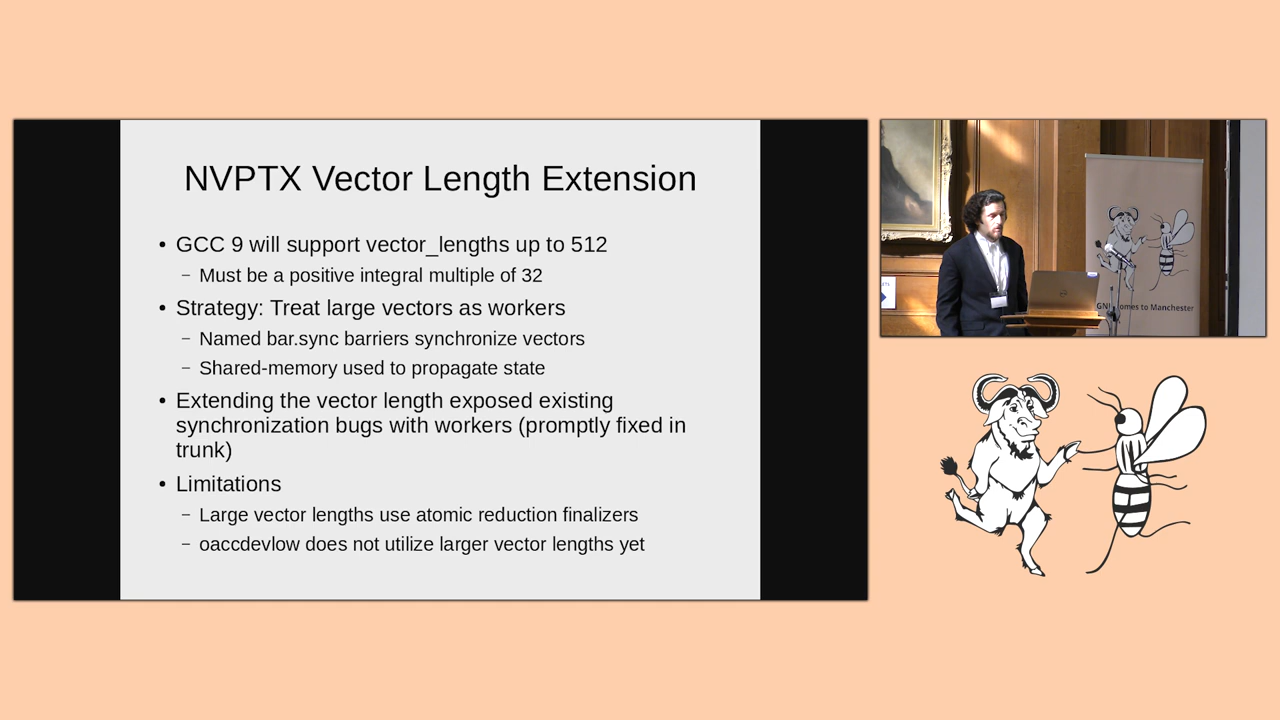 NVPTX Vector Length Extension
• GCC 9 will support vector_lengths up to 512
– Must be a positive integral multiple of 32
• Strategy: Treat large vectors as workers
– Named bar.sync barriers synchronize vectors
– Shared-memory used to propagate state
• Extending the vector length exposed existing
synchronization bugs with workers (promptly fixed in
trunk)
• Limitations
– Large vector lengths use atomic reduction finalizers
– oaccdevlow does not utilize larger vector lengths yet
to Manchester